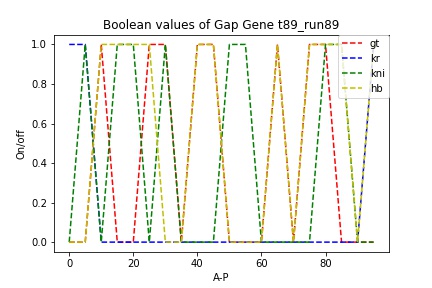 Boolean values of Gap Gene t89_run89
1.0
0.8
0.6
0.4
0.2
0.0
On/off
0 20 40 60 80
A-P
gt
kr
kni
hb